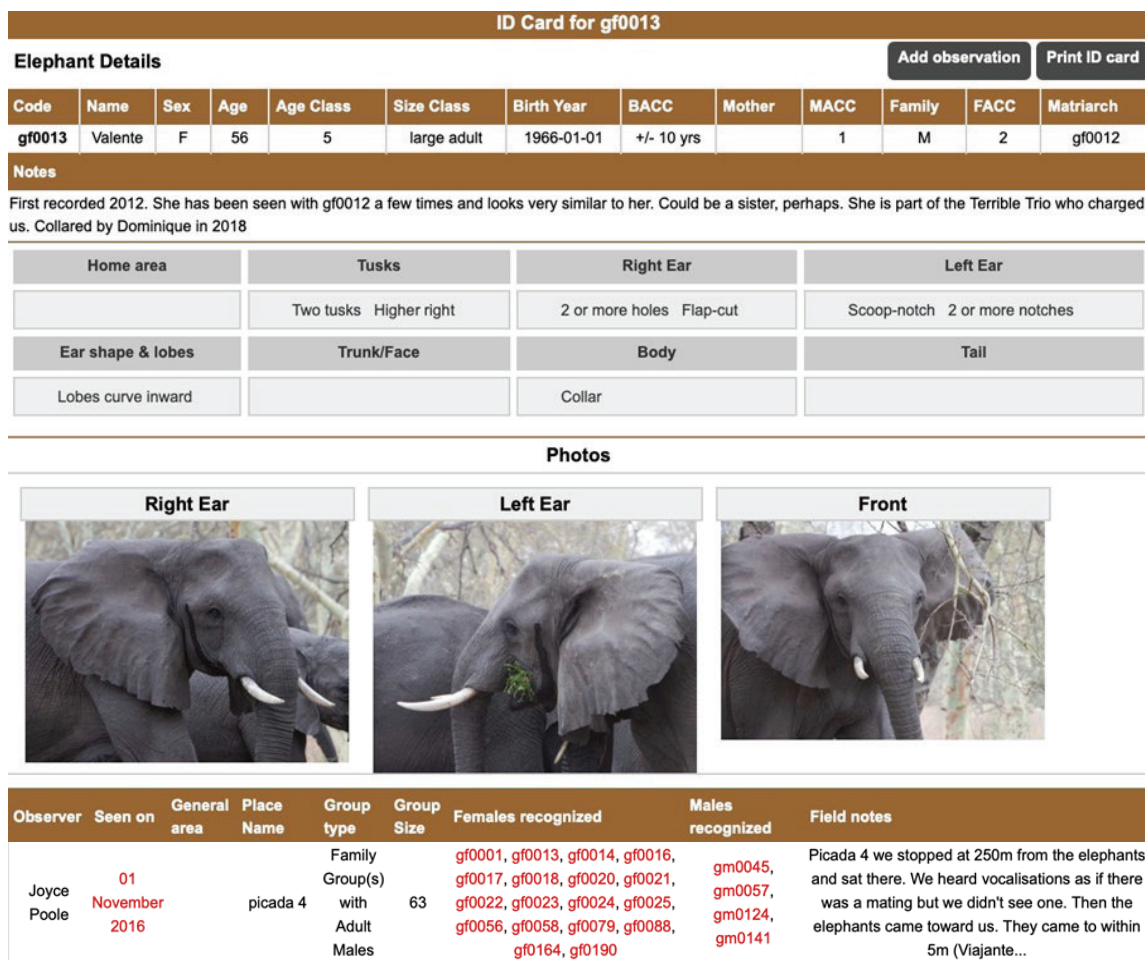 ID Card for gf0013
Elephant Details
Add observation Print ID card
Code Name Sex Age Age Class Size Class Birth Year BACC Mother MACC Family FACC Matriarch
gf0013 Valente F 56 5 large adult 1966-01-01 +/- 10 yrs 1 M 2 gf0012
Notes
First recorded 2012. She has been seen with gf0012 a few times and looks very similar to her. Could be a sister, perhaps. She is part of the Terrible Trio who charged
us. Collared by Dominique in 2018
Home area Tusks Right Ear Left Ear
Two tusks Higher right 2 or more holes Flap-cut Scoop-notch 2 or more notches
Ear shape & lobes Trunk/Face Body Tail
Lobes curve inward Collar
Photos
Right Ear Left Ear Front
Observer Seen on General area Place Name Group type Group Size Females recognized Males recognized Field notes
Joyce
Poole
01
November
2016
picada 4
Family
Group(s)
with
Adult
Males
63
gf0001, gf0013, gf0014, gf0016,
gf0017, gf0018, gf0020, gf0021,
gf0022, gf0023, gf0024, gf0025,
gf0056, gf0058, gf0079, gf0088,
gf0164, gf0190
gm0045,
gm0057,
gm0124,
gm0141
Picada 4 we stopped at 250m from the elephants
and sat there. We heard vocalisations as if there
was a mating but we didn't see one. Then the
elephants came toward us. They came to within
5m (Viajante...